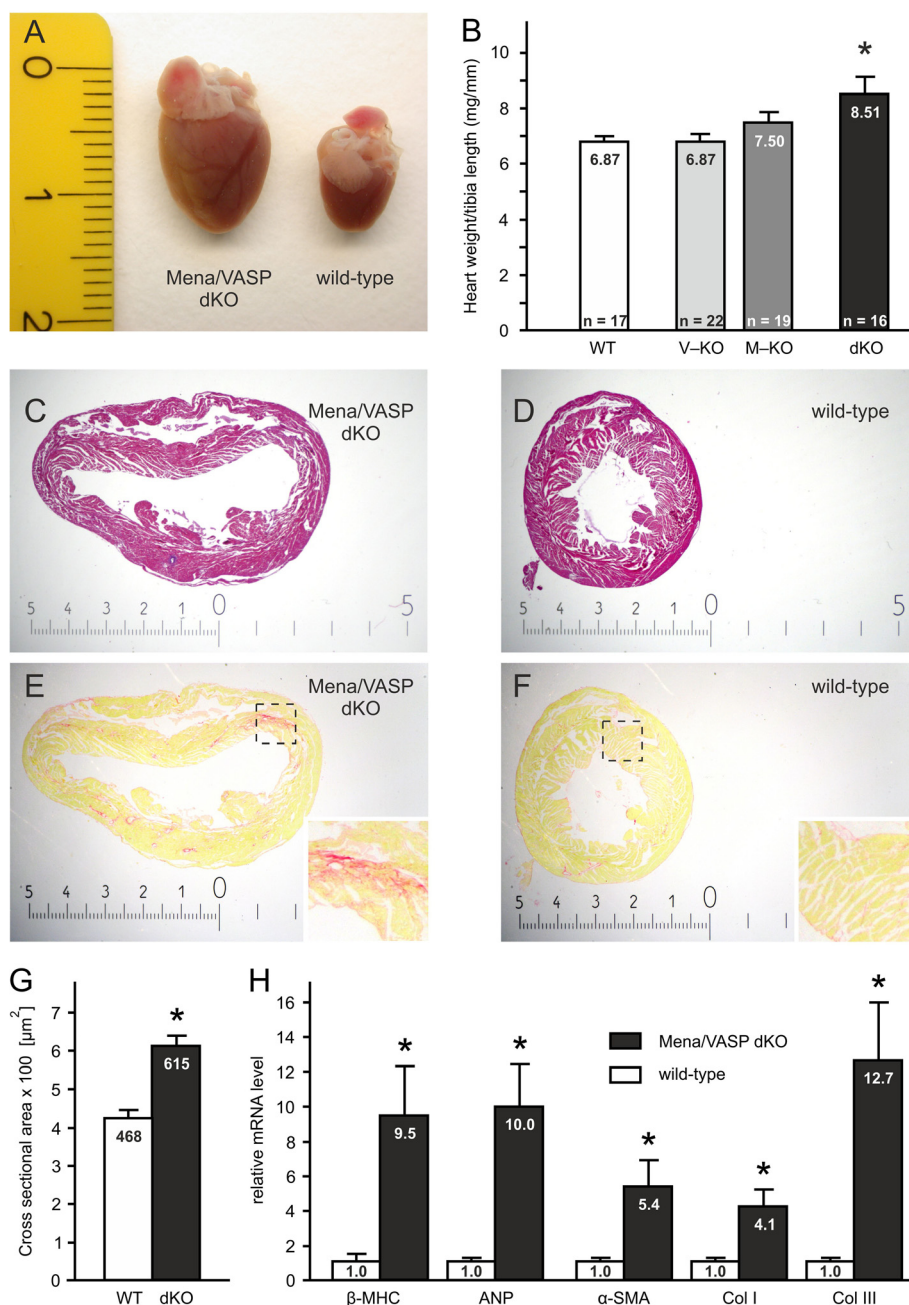 A
0
1
2
Mena/VASP
dKO
wild-type
B
Heart weight/tibia length (mg/mm)
10
8
6
4
2
0
*
6.87
6.87
7.50
8.51
n = 17
n = 22
n = 19
n = 16
WT
V–KO
M–KO
dKO
C
Mena/VASP
dKO
5 4 3 2 1 0 5
D
wild-type
5 4 3 2 1 0 5
E
Mena/VASP
dKO
5 4 3 2 1 0
F
wild-type
5 4 3 2 1 0
G
Cross sectional area x 100 [µm²]
7
6
5
4
3
2
1
0
*
468
615
WT dKO
H
relative mRNA level
16
14
12
10
8
6
4
2
0
Mena/VASP dKO
wild-type
* * * * *
1.0 9.5
1.0 10.0
1.0 5.4
1.0 4.1
1.0 12.7
β-MHC
ANP
α-SMA
Col I
Col III